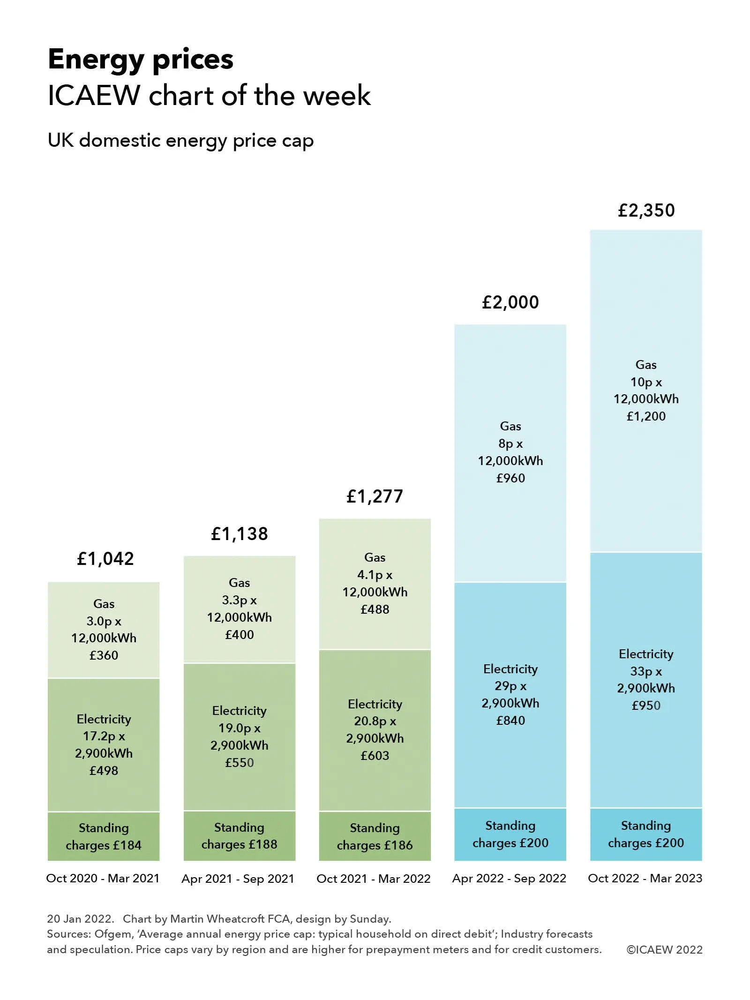 Energy prices
ICAEW chart of the week
UK domestic energy price cap
£1,042
Gas
3.0p x
12,000kWh
£360
Electricity
17.2p x
2,900kWh
£498
Standing
charges £184
Oct 2020 - Mar 2021
£1,138
Gas
3.3p x
12,000kWh
£400
Electricity
19.0p x
2,900kWh
£550
Standing
charges £188
Apr 2021 - Sep 2021
£1,277
Gas
4.1p x
12,000kWh
£488
Electricity
20.8p x
2,900kWh
£603
Standing
charges £186
Oct 2021 - Mar 2022
£2,000
Gas
8p x
12,000kWh
£960
Electricity
29p x
2,900kWh
£840
Standing
charges £200
Apr 2022 - Sep 2022
£2,350
Gas
10p x
12,000kWh
£1,200
Electricity
33p x
2,900kWh
£950
Standing
charges £200
Oct 2022 - Mar 2023
20 Jan 2022.   Chart by Martin Wheatcroft FCA, design by Sunday.
Sources: Ofgem, ‘Average annual energy price cap: typical household on direct debit’; Industry forecasts
and speculation. Price caps vary by region and are higher for prepayment meters and for credit customers.
©ICAEW 2022